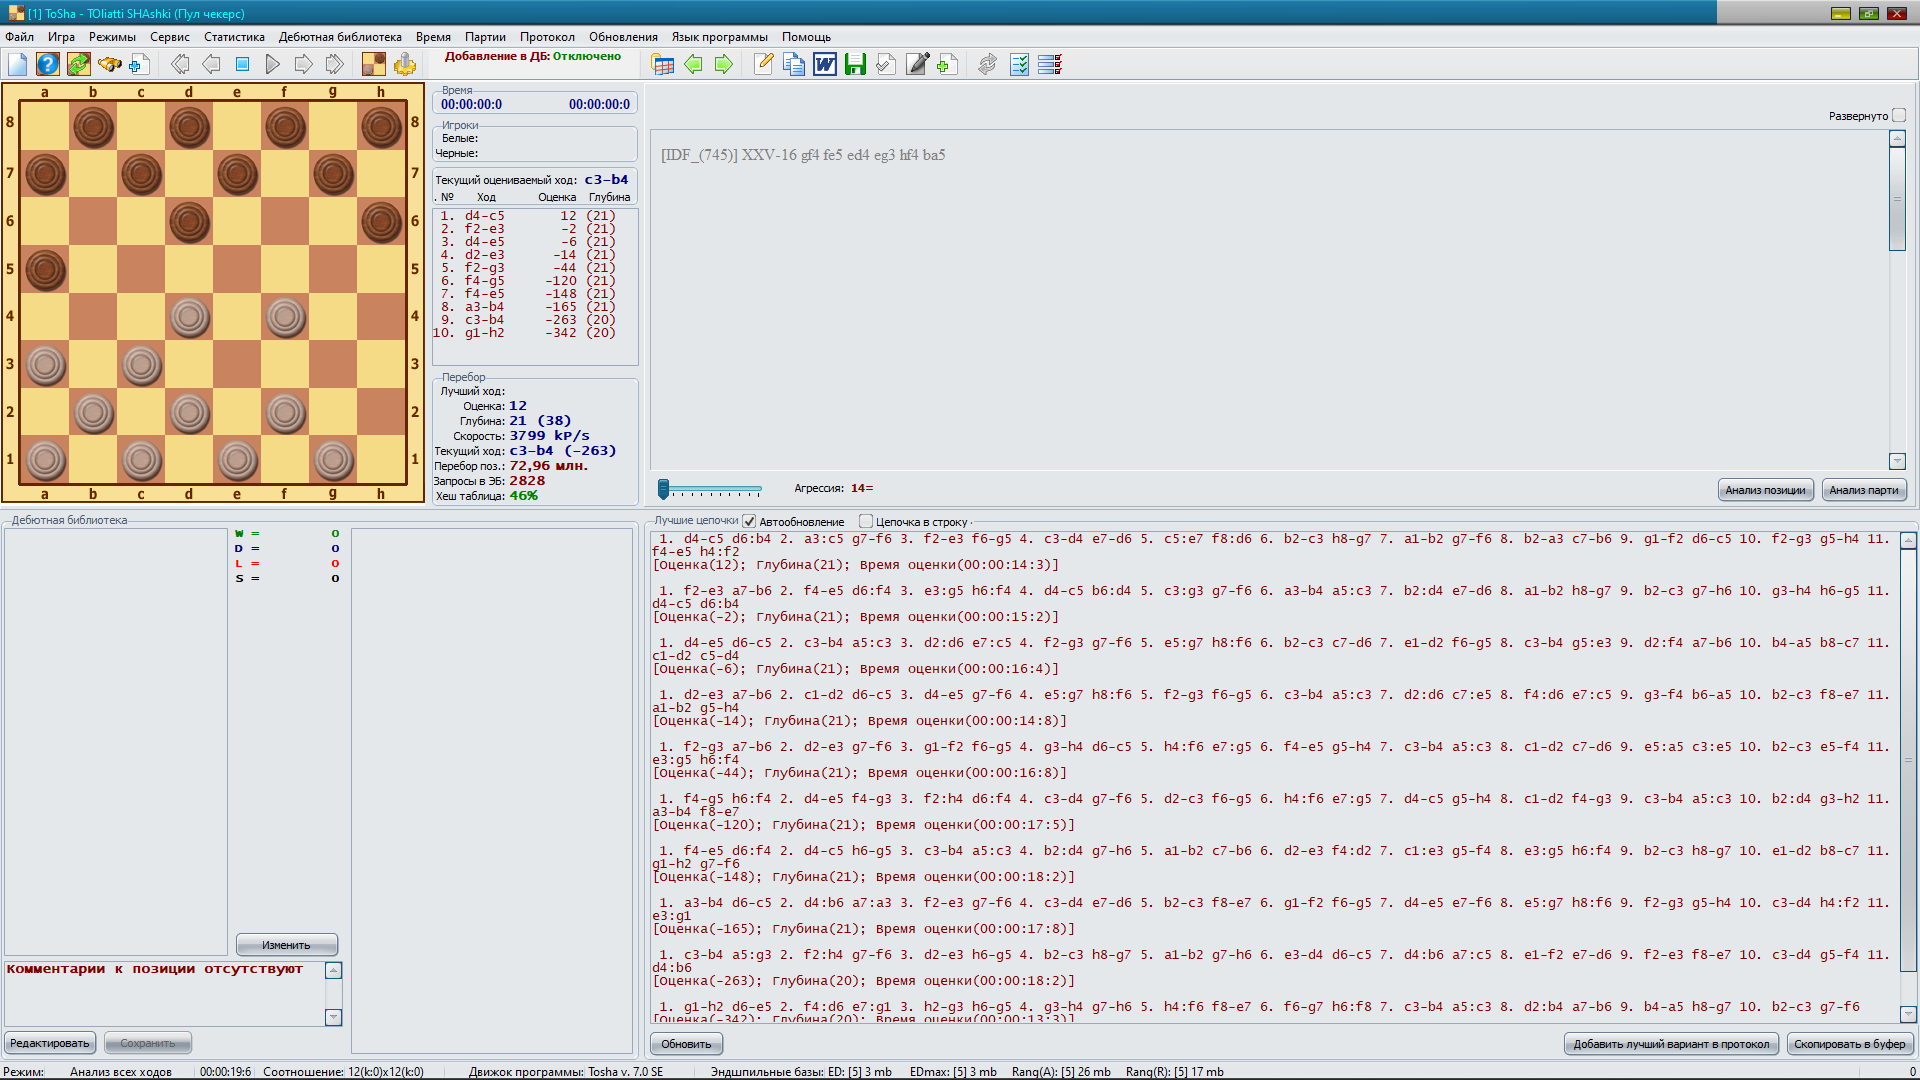 [1] ToSha - TOliatti SHAshki (Пул чекерс)
Файл Игра Режимы Сервис Статистика Дебютная библиотека Время Партии Протокол Обновления Язык программы Помощь
Добавление в ДБ: Отключено
a b c d e f g h
8 8
7 7
6 6
5 5
4 4
3 3
2 2
1 1
a b c d e f g h
Время
00:00:00:0 00:00:00:0
Игроки
Белые:
Черные:
Текущий оцениваемый ход: c3-b4
. № Ход Оценка Глубина
1. d4-c5 12 (21)
2. f2-e3 -2 (21)
3. d4-e5 -6 (21)
4. d2-e3 -14 (21)
5. f2-g3 -44 (21)
6. f4-g5 -120 (21)
7. f4-e5 -148 (21)
8. a3-b4 -165 (21)
9. c3-b4 -263 (20)
10. g1-h2 -342 (20)
Перебор
Лучший ход:
Оценка: 12
Глубина: 21 (38)
Скорость: 3799 kP/s
Текущий ход: c3-b4 (-263)
Перебор поз.: 72,96 млн.
Запросы в ЭБ: 2828
Хеш таблица: 46%
Развернуто
[IDF_(745)] XXV-16 gf4 fe5 ed4 eg3 hf4 ba5
Агрессия: 14=
Анализ позиции Анализ парти
Дебютная библиотека
W = 0
D = 0
L = 0
S = 0
Изменить
Комментарии к позиции отсутствуют
Редактировать Сохранить
Лучшие цепочки Автообновление Цепочка в строку
1. d4-c5 d6:b4 2. a3:c5 g7-f6 3. f2-e3 f6-g5 4. c3-d4 e7-d6 5. c5:e7 f8:d6 6. b2-c3 h8-g7 7. a1-b2 g7-f6 8. b2-a3 c7-b6 9. g1-f2 d6-c5 10. f2-g3 g5-h4 11.
f4-e5 h4:f2
[Оценка(12); Глубина(21); Время оценки(00:00:14:3)]
1. f2-e3 a7-b6 2. f4-e5 d6:f4 3. e3:g5 h6:f4 4. d4-c5 b6:d4 5. c3:g3 g7-f6 6. a3-b4 a5:c3 7. b2:d4 e7-d6 8. a1-b2 h8-g7 9. b2-c3 g7-h6 10. g3-h4 h6-g5 11.
d4-c5 d6:b4
[Оценка(-2); Глубина(21); Время оценки(00:00:15:2)]
1. d4-e5 d6-c5 2. c3-b4 a5:c3 3. d2:d6 e7:c5 4. f2-g3 g7-f6 5. e5:g7 h8:f6 6. b2-c3 c7-d6 7. e1-d2 f6-g5 8. c3-b4 g5:e3 9. d2:f4 a7-b6 10. b4-a5 b8-c7 11.
c1-d2 c5-d4
[Оценка(-6); Глубина(21); Время оценки(00:00:16:4)]
1. d2-e3 a7-b6 2. c1-d2 d6-c5 3. d4-e5 g7-f6 4. e5:g7 h8:f6 5. f2-g3 f6-g5 6. c3-b4 a5:c3 7. d2:d6 c7:e5 8. f4:d6 e7:c5 9. g3-f4 b6-a5 10. b2-c3 f8-e7 11.
a1-b2 g5-h4
[Оценка(-14); Глубина(21); Время оценки(00:00:14:8)]
1. f2-g3 a7-b6 2. d2-e3 g7-f6 3. g1-f2 f6-g5 4. g3-h4 d6-c5 5. h4:f6 e7:g5 6. f4-e5 g5-h4 7. c3-b4 a5:c3 8. c1-d2 c7-d6 9. e5:a5 c3:e5 10. b2-c3 e5-f4 11.
e3:g5 h6:f4
[Оценка(-44); Глубина(21); Время оценки(00:00:16:8)]
1. f4-g5 h6:f4 2. d4-e5 f4-g3 3. f2:h4 d6:f4 4. c3-d4 g7-f6 5. d2-c3 f6-g5 6. h4:f6 e7:g5 7. d4-c5 g5-h4 8. c1-d2 f4-g3 9. c3-b4 a5:c3 10. b2:d4 g3-h2 11.
a3-b4 f8-e7
[Оценка(-120); Глубина(21); Время оценки(00:00:17:5)]
1. f4-e5 d6:f4 2. d4-c5 h6-g5 3. c3-b4 a5:c3 4. b2:d4 g7-h6 5. a1-b2 c7-b6 6. d2-e3 f4:d2 7. c1:e3 g5-f4 8. e3:g5 h6:f4 9. b2-c3 h8-g7 10. e1-d2 b8-c7 11.
g1-h2 g7-f6
[Оценка(-148); Глубина(21); Время оценки(00:00:18:2)]
1. a3-b4 d6-c5 2. d4:b6 a7:a3 3. f2-e3 g7-f6 4. c3-d4 e7-d6 5. b2-c3 f8-e7 6. g1-f2 f6-g5 7. d4-e5 e7-f6 8. e5:g7 h8:f6 9. f2-g3 g5-h4 10. c3-d4 h4:f2 11.
e3:g1
[Оценка(-165); Глубина(21); Время оценки(00:00:17:8)]
1. c3-b4 a5:g3 2. f2:h4 g7-f6 3. d2-e3 h6-g5 4. b2-c3 h8-g7 5. a1-b2 g7-h6 6. e3-d4 d6-c5 7. d4:b6 a7:c5 8. e1-f2 e7-d6 9. f2-e3 f8-e7 10. c3-d4 g5-f4 11.
d4:b6
[Оценка(-263); Глубина(20); Время оценки(00:00:18:2)]
1. g1-h2 d6-e5 2. f4:d6 e7:g1 3. h2-g3 h6-g5 4. g3-h4 g7-h6 5. h4:f6 f8-e7 6. f6-g7 h6:f8 7. c3-b4 a5:c3 8. d2:b4 a7-b6 9. b4-a5 h8-g7 10. b2-c3 g7-f6
[Оценка(-342); Глубина(20); Время оценки(00:00:13:3)]
Обновить Добавить лучший вариант в протокол Скопировать в буфер
Режим: Анализ всех ходов 00:00:19:6 Соотношение: 12(k:0)x12(k:0) Движок программы: Tosha v. 7.0 SE Эндшпильные базы: ED: [5] 3 mb EDmax: [5] 3 mb Rang(A): [5] 26 mb Rang(R): [5] 17 mb 0